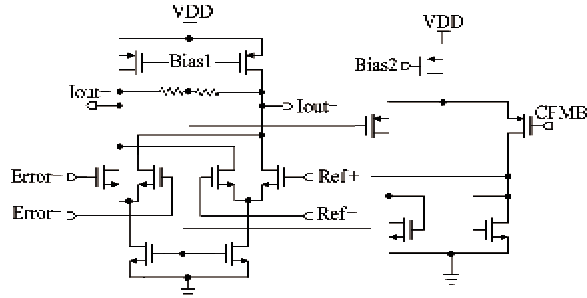 VDD
VDD
Bias1
Bias2
Iout-
Iout-
CFMB
Error-
Ref+
Error-
Ref-